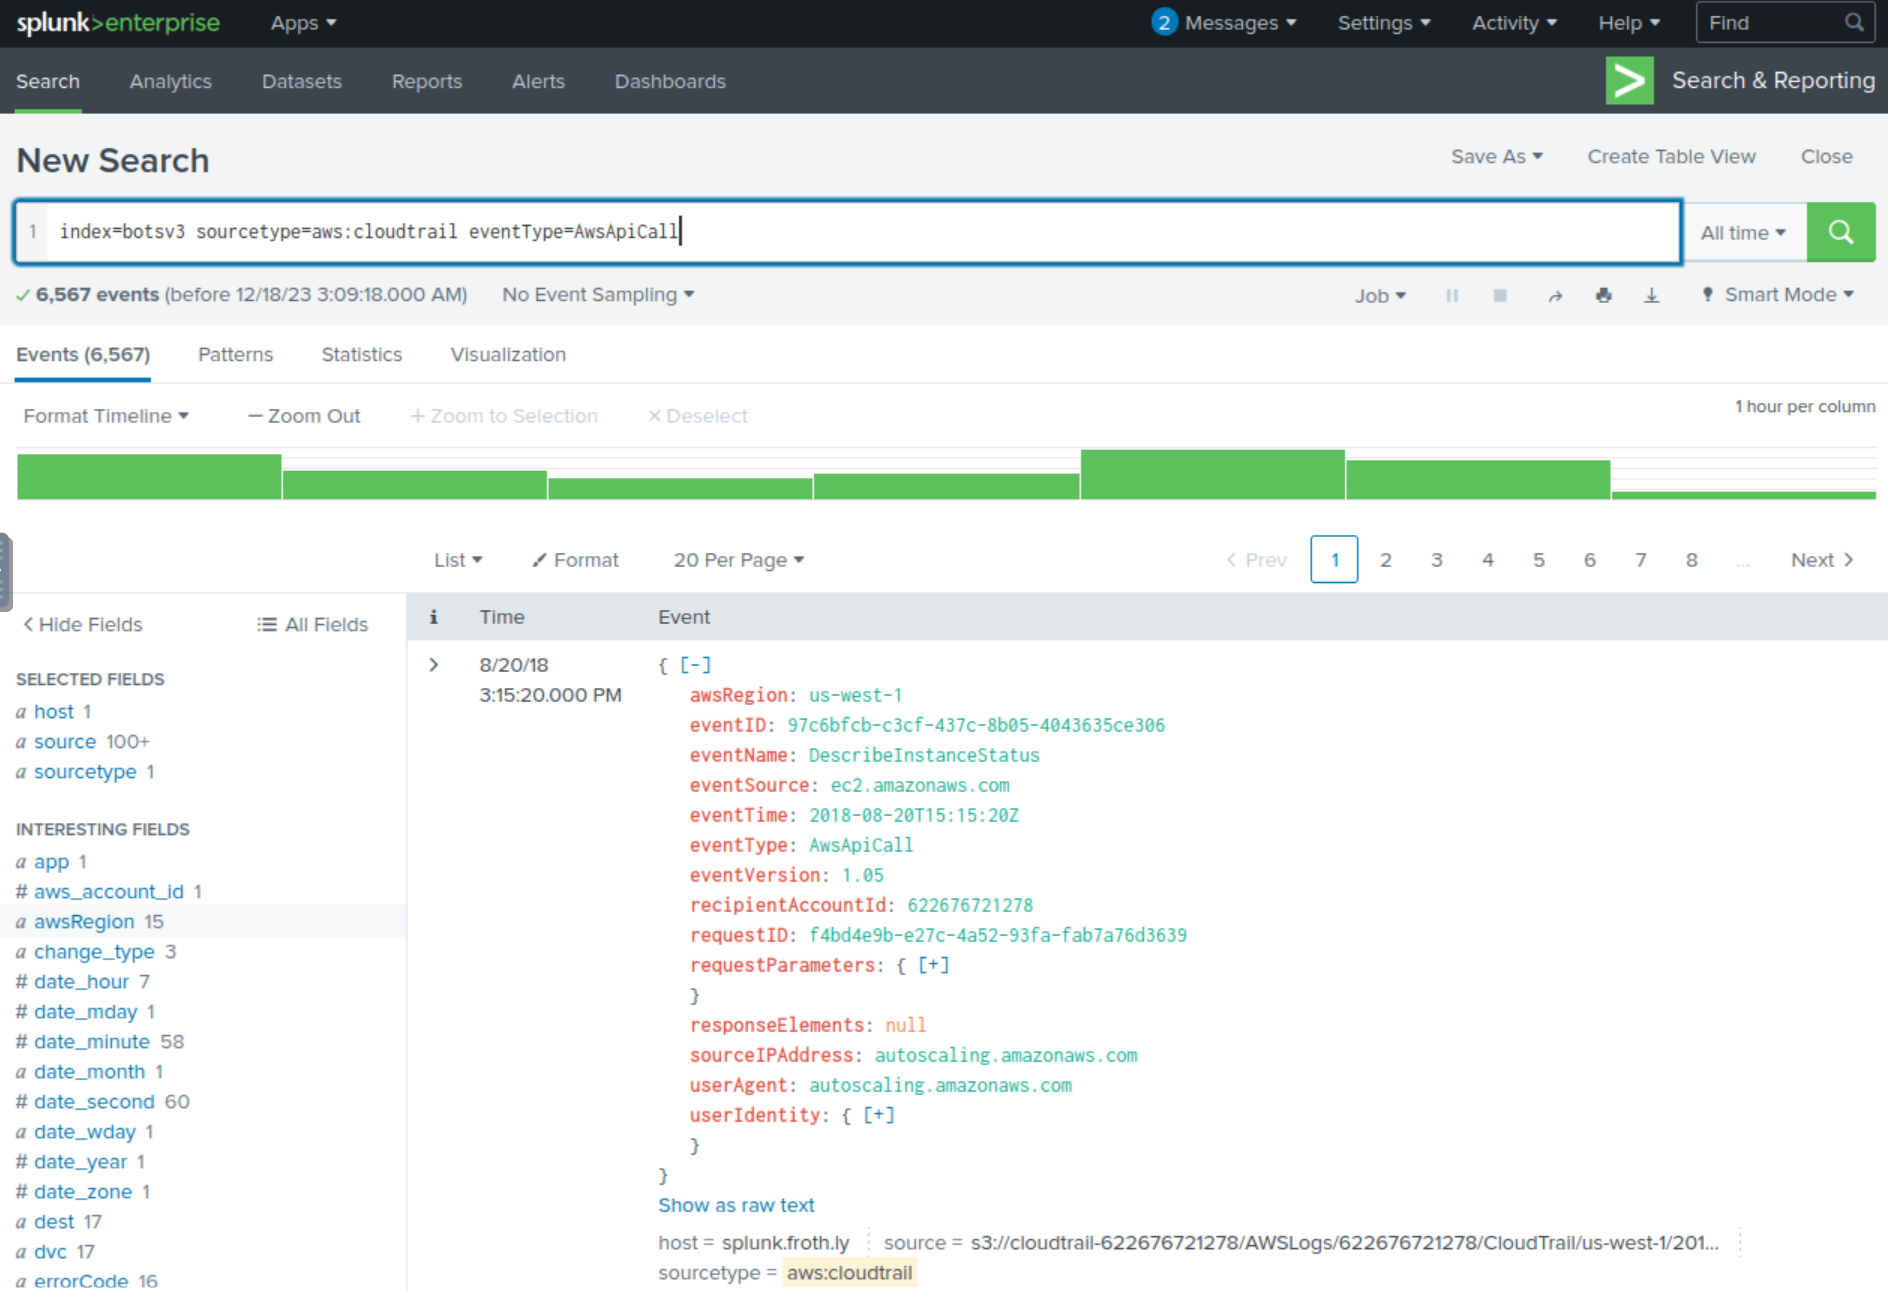 splunk>enterprise Apps 2 Messages Settings Activity Help Find
Search Analytics Datasets Reports Alerts Dashboards Search & Reporting
New Search Save As Create Table View Close
1 index=botsv3 sourcetype=aws:cloudtrail eventType=AwsApiCall All time
6,567 events (before 12/18/23 3:09:18.000 AM) No Event Sampling Job Smart Mode
Events (6,567) Patterns Statistics Visualization
Format Timeline — Zoom Out + Zoom to Selection × Deselect 1 hour per column
List Format 20 Per Page < Prev 1 2 3 4 5 6 7 8 ... Next >
< Hide Fields All Fields
SELECTED FIELDS
a host 1
a source 100+
a sourcetype 1
INTERESTING FIELDS
a app 1
# aws_account_id 1
a awsRegion 15
a change_type 3
# date_hour 7
# date_mday 1
# date_minute 58
a date_month 1
# date_second 60
a date_wday 1
# date_year 1
# date_zone 1
a dest 17
a dvc 17
a errorCode 16
i Time Event
> 8/20/18 { [-]
3:15:20.000 PM awsRegion: us-west-1
eventID: 97c6bfcb-c3cf-437c-8b05-4043635ce306
eventName: DescribeInstanceStatus
eventSource: ec2.amazonaws.com
eventTime: 2018-08-20T15:15:20Z
eventType: AwsApiCall
eventVersion: 1.05
recipientAccountId: 622676721278
requestID: f4bd4e9b-e27c-4a52-93fa-fab7a76d3639
requestParameters: { [+]
}
responseElements: null
sourceIPAddress: autoscaling.amazonaws.com
userAgent: autoscaling.amazonaws.com
userIdentity: { [+]
}
}
Show as raw text
host = splunk.froth.ly source = s3://cloudtrail-622676721278/AWSLogs/622676721278/CloudTrail/us-west-1/201...
sourcetype = aws:cloudtrail